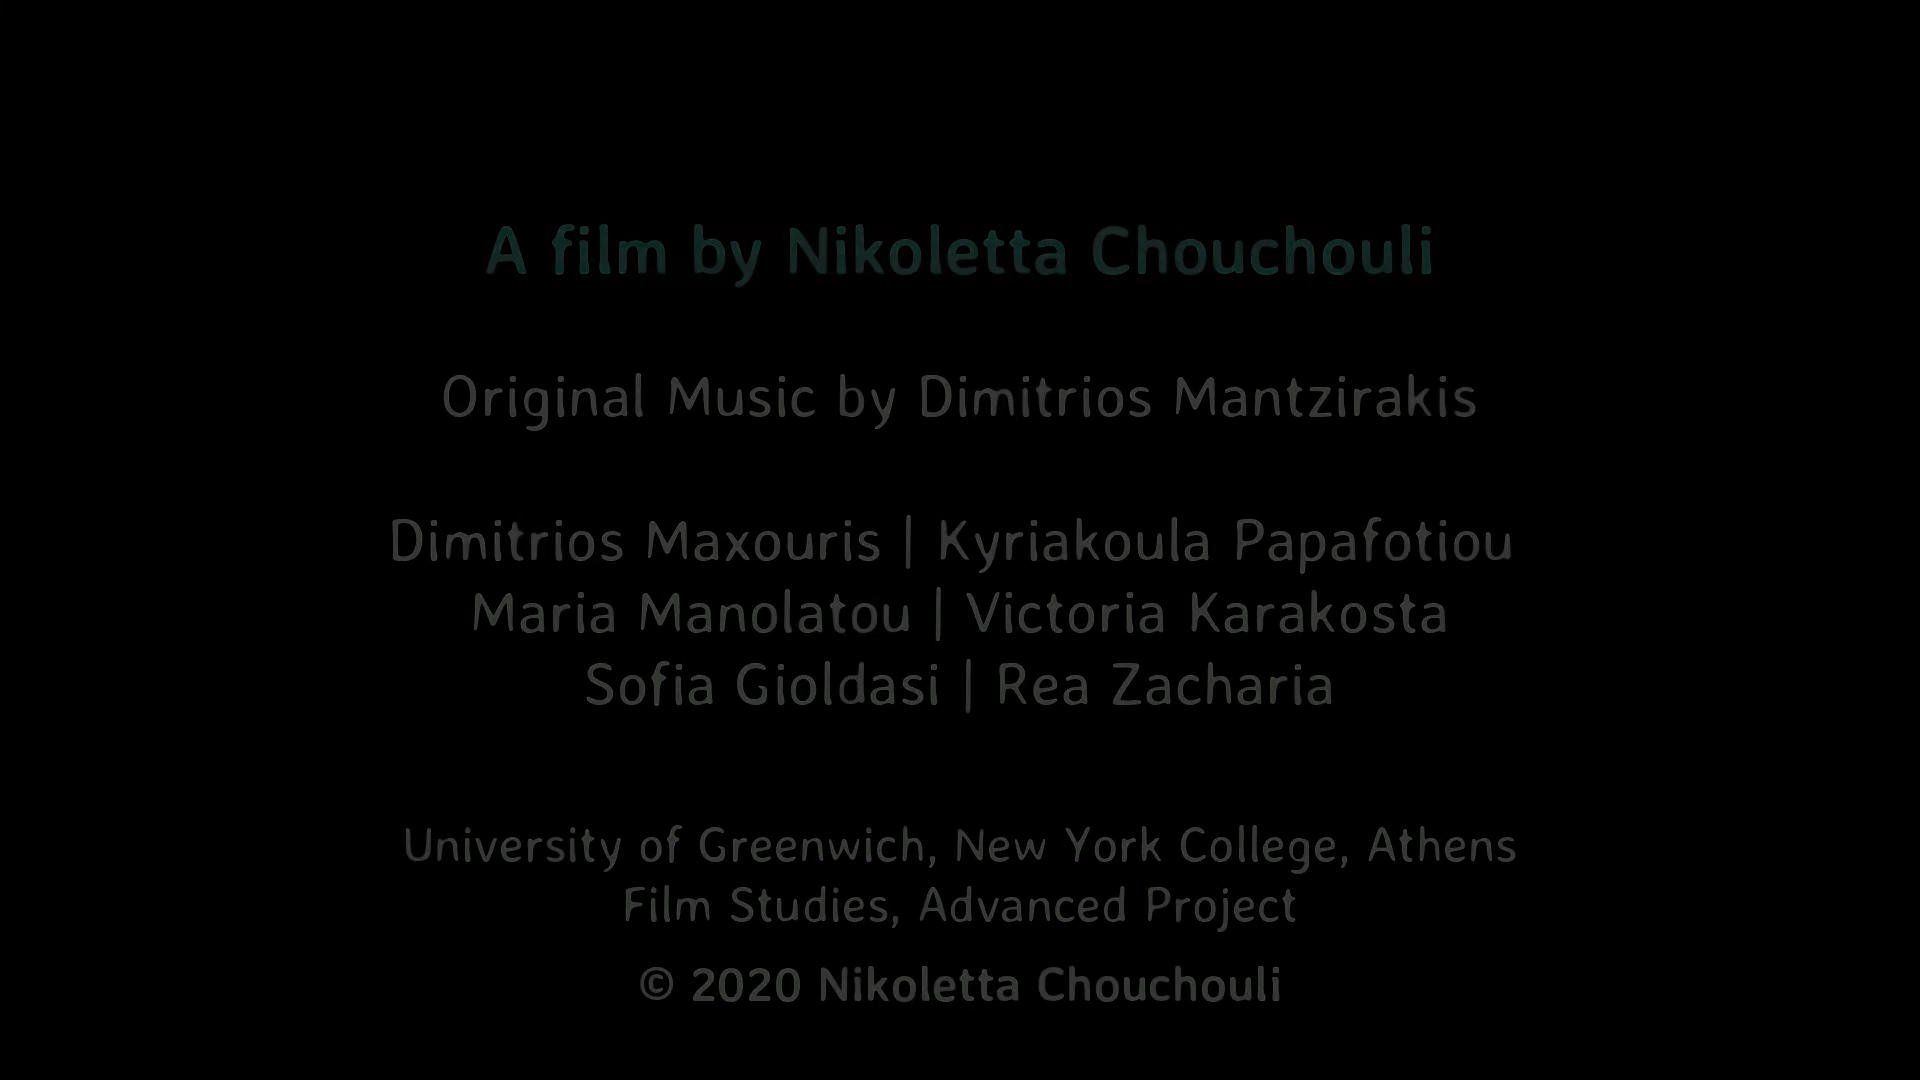 A film by Nikoletta Chouchouli
Original Music by Dimitrios Mantzirakis
Dimitrios Maxouris | Kyriakoula Papafotiou
Maria Manolatou | Victoria Karakosta
Sofia Gioldasi | Rea Zacharia
University of Greenwich, New York College, Athens
Film Studies, Advanced Project
© 2020 Nikoletta Chouchouli